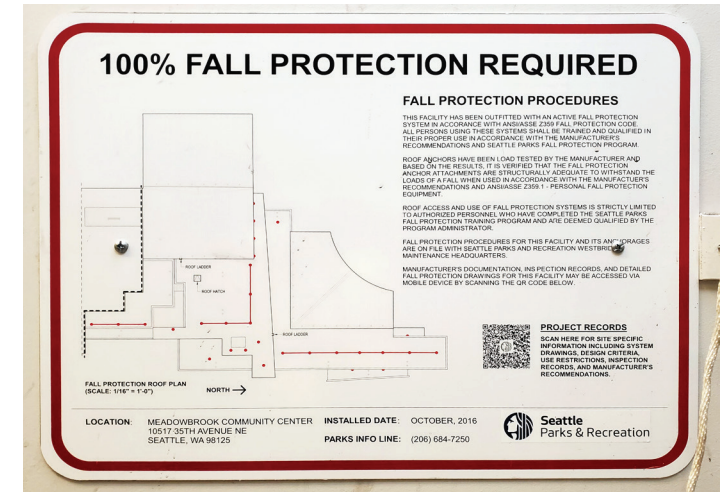 100% FALL PROTECTION REQUIRED
FALL PROTECTION PROCEDURES
THIS FACILITY HAS BEEN OUTFITTED WITH AN ACTIVE FALL PROTECTION
SYSTEM IN ACCORANCE WITH ANSI/ASSE Z359 FALL PROTECTION CODE.
ALL PERSONS USING THESE SYSTEMS SHALL BE TRAINED AND QUALIFIED IN
THEIR PROPER USE IN ACCORDANCE WITH THE MANUFACTURER'S
RECOMMENDATIONS AND SEATTLE PARKS FALL PROTECTION PROGRAM.
ROOF ANCHORS HAVE BEEN LOAD TESTED BY THE MANUFACTURER AND
BASED ON THE RESULTS, IT IS VERIFIED THAT THE FALL PROTECTION
ANCHOR ATTACHMENTS ARE STRUCTURALLY ADEQUATE TO WITHSTAND THE
LOADS OF A FALL WHEN USED IN ACCORDANCE WITH THE MANUFACTUER'S
RECOMMENDATIONS AND ANSI/ASSE Z359.1 - PERSONAL FALL PROTECTION
EQUIPMENT.
ROOF ACCESS AND USE OF FALL PROTECTION SYSTEMS IS STRICTLY LIMITED
TO AUTHORIZED PERSONNEL WHO HAVE COMPLETED THE SEATTLE PARKS
FALL PROTECTION TRAINING PROGRAM AND ARE DEEMED QUALIFIED BY THE
PROGRAM ADMINISTRATOR.
FALL PROTECTION PROCEDURES FOR THIS FACILITY AND ITS ANCHORAGES
ARE ON FILE WITH SEATTLE PARKS AND RECREATION WESTBRIDGE
MAINTENANCE HEADQUARTERS.
MANUFACTURER'S DOCUMENTATION, INSPECTION RECORDS, AND DETAILED
FALL PROTECTION DRAWINGS FOR THIS FACILITY MAY BE ACCESSED VIA
MOBILE DEVICE BY SCANNING THE QR CODE BELOW
ROOF LADDER
ROOF HATCH
ROOF LADDER
PROJECT RECORDS
SCAN HERE FOR SITE SPECIFIC
INFORMATION INCLUDING SYSTEM
DRAWINGS, DESIGN CRITERIA,
USE RESTRICTIONS, INSPECTION
RECORDS, AND MANUFACTURER'S
RECOMMENDATIONS.
FALL PROTECTION ROOF PLAN
(SCALE: 1/16" = 1'-0")
NORTH
LOCATION: MEADOWBROOK COMMUNITY CENTER
10517 35TH AVENUE NE
SEATTLE, WA 98125
INSTALLED DATE: OCTOBER, 2016
PARKS INFO LINE: (206) 684-7250
Seattle
Parks & Recreation